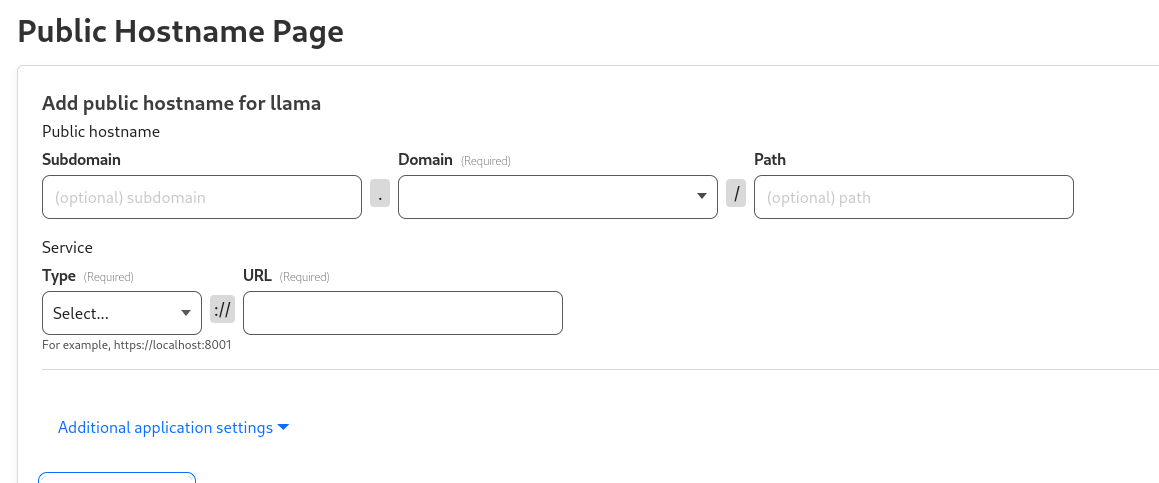 Public Hostname Page
Add public hostname for llama
Public hostname
Subdomain Domain (Required) Path
(optional) subdomain . / (optional) path
Service
Type (Required) URL (Required)
Select... ://
For example, https://localhost:8001
Additional application settings